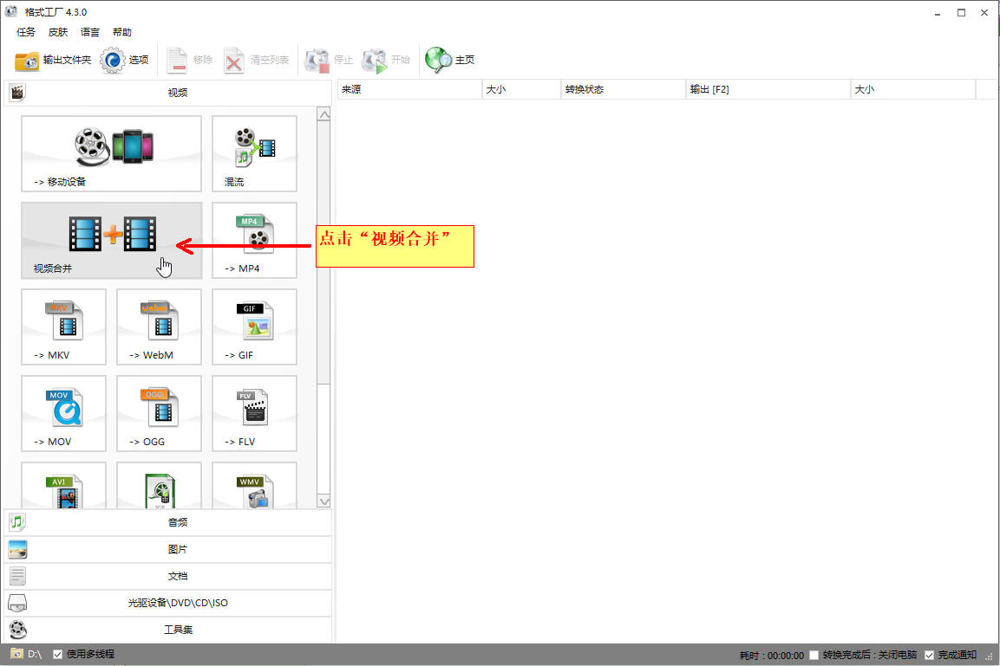 格式工厂 4.3.0
任务 皮肤 语言 帮助
输出文件夹 选项 移除 清空列表 停止 开始 主页
视频
来源 大小 转换状态 输出 [F2] 大小
-> 移动设备 混流
视频合并 MP4 -> MP4
点击“视频合并”
MKV webm GIF
-> MKV -> WebM -> GIF
MOV OGG FLV
-> MOV -> OGG -> FLV
AVI WMV
3GP
音频
图片
文档
光驱设备\DVD\CD\ISO
工具集
D:\ 使用多线程 耗时 : 00:00:00 转换完成后 : 关闭电脑 完成通知